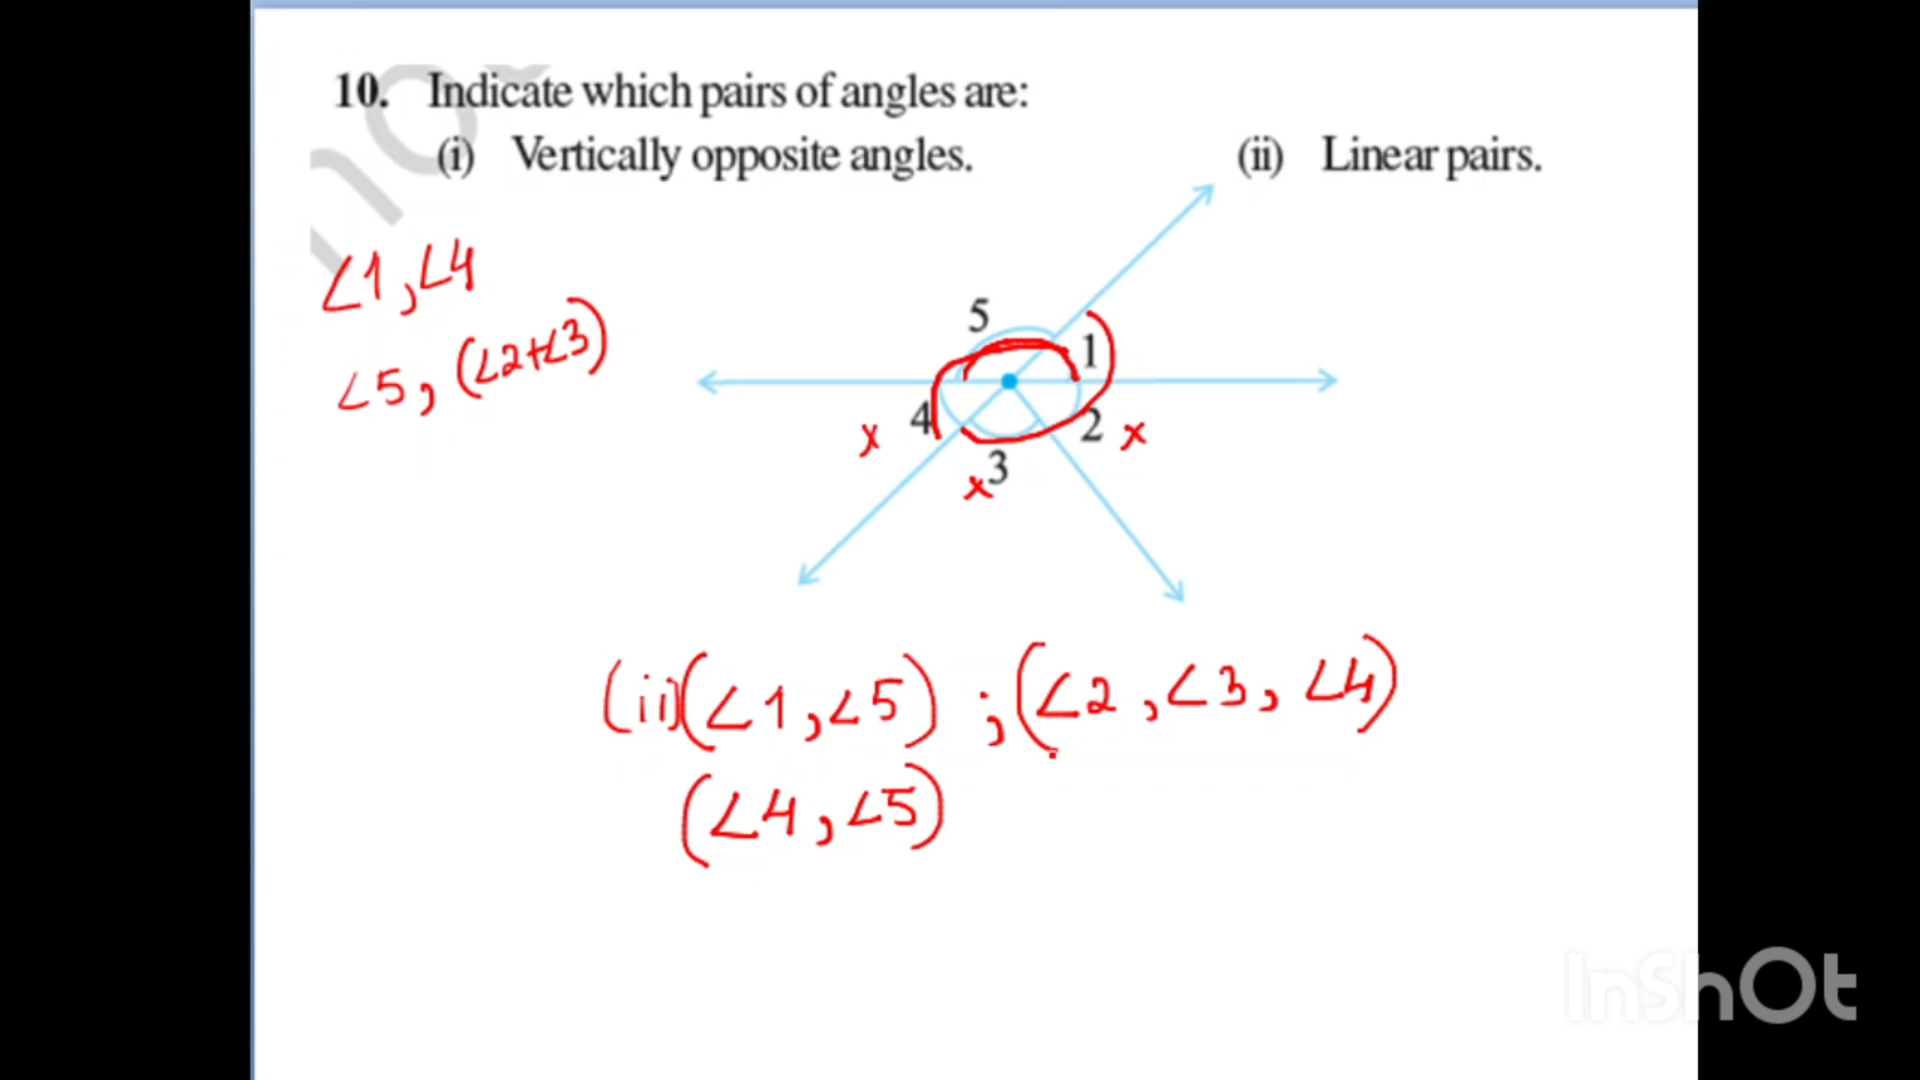 10. Indicate which pairs of angles are:
(i) Vertically opposite angles. (ii) Linear pairs.
∠1,∠4
∠5, (∠2+∠3)
5
1
4
2
x
x
3
x
(ii)(∠1,∠5) ; (∠2,∠3,∠4)
(∠4,∠5)
InShOt